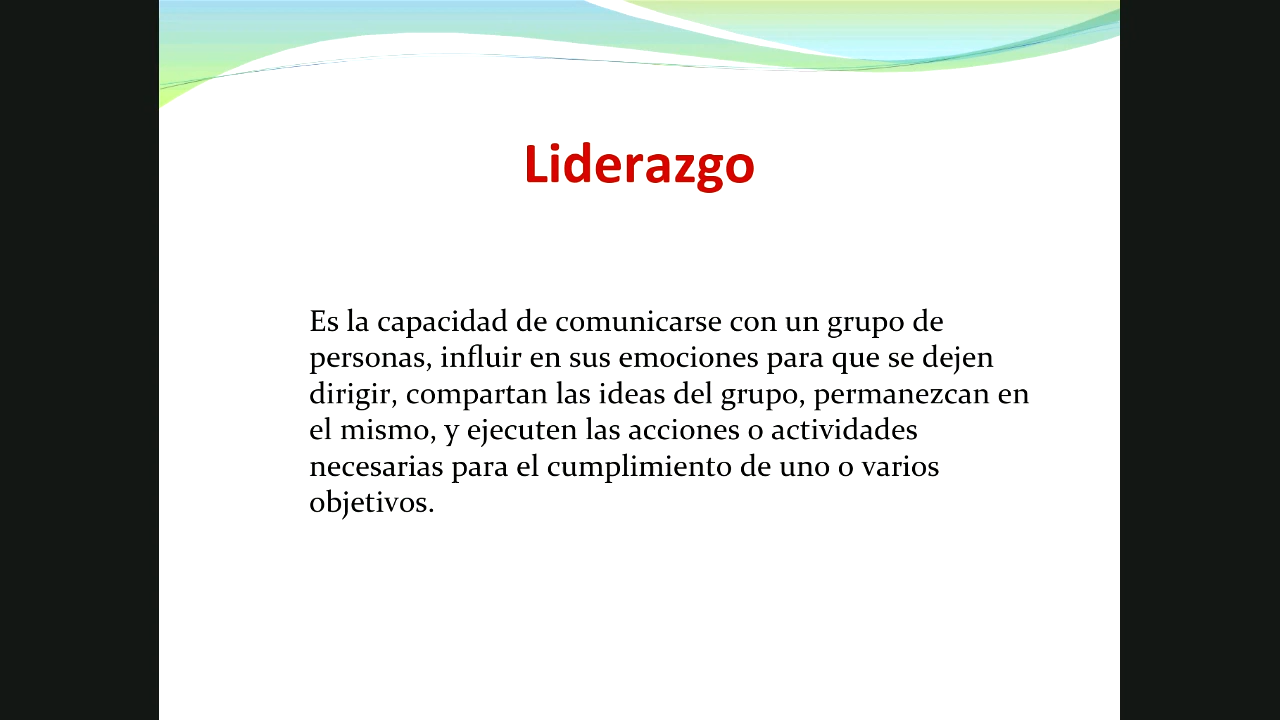 Liderazgo
Es la capacidad de comunicarse con un grupo de
personas, influir en sus emociones para que se dejen
dirigir, compartan las ideas del grupo, permanezcan en
el mismo, y ejecuten las acciones o actividades
necesarias para el cumplimiento de uno o varios
objetivos.